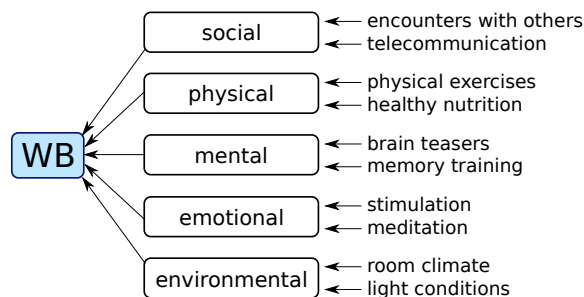 social
encounters with others
telecommunication
physical
physical exercises
healthy nutrition
WB
mental
brain teasers
memory training
emotional
stimulation
meditation
environmental
room climate
light conditions